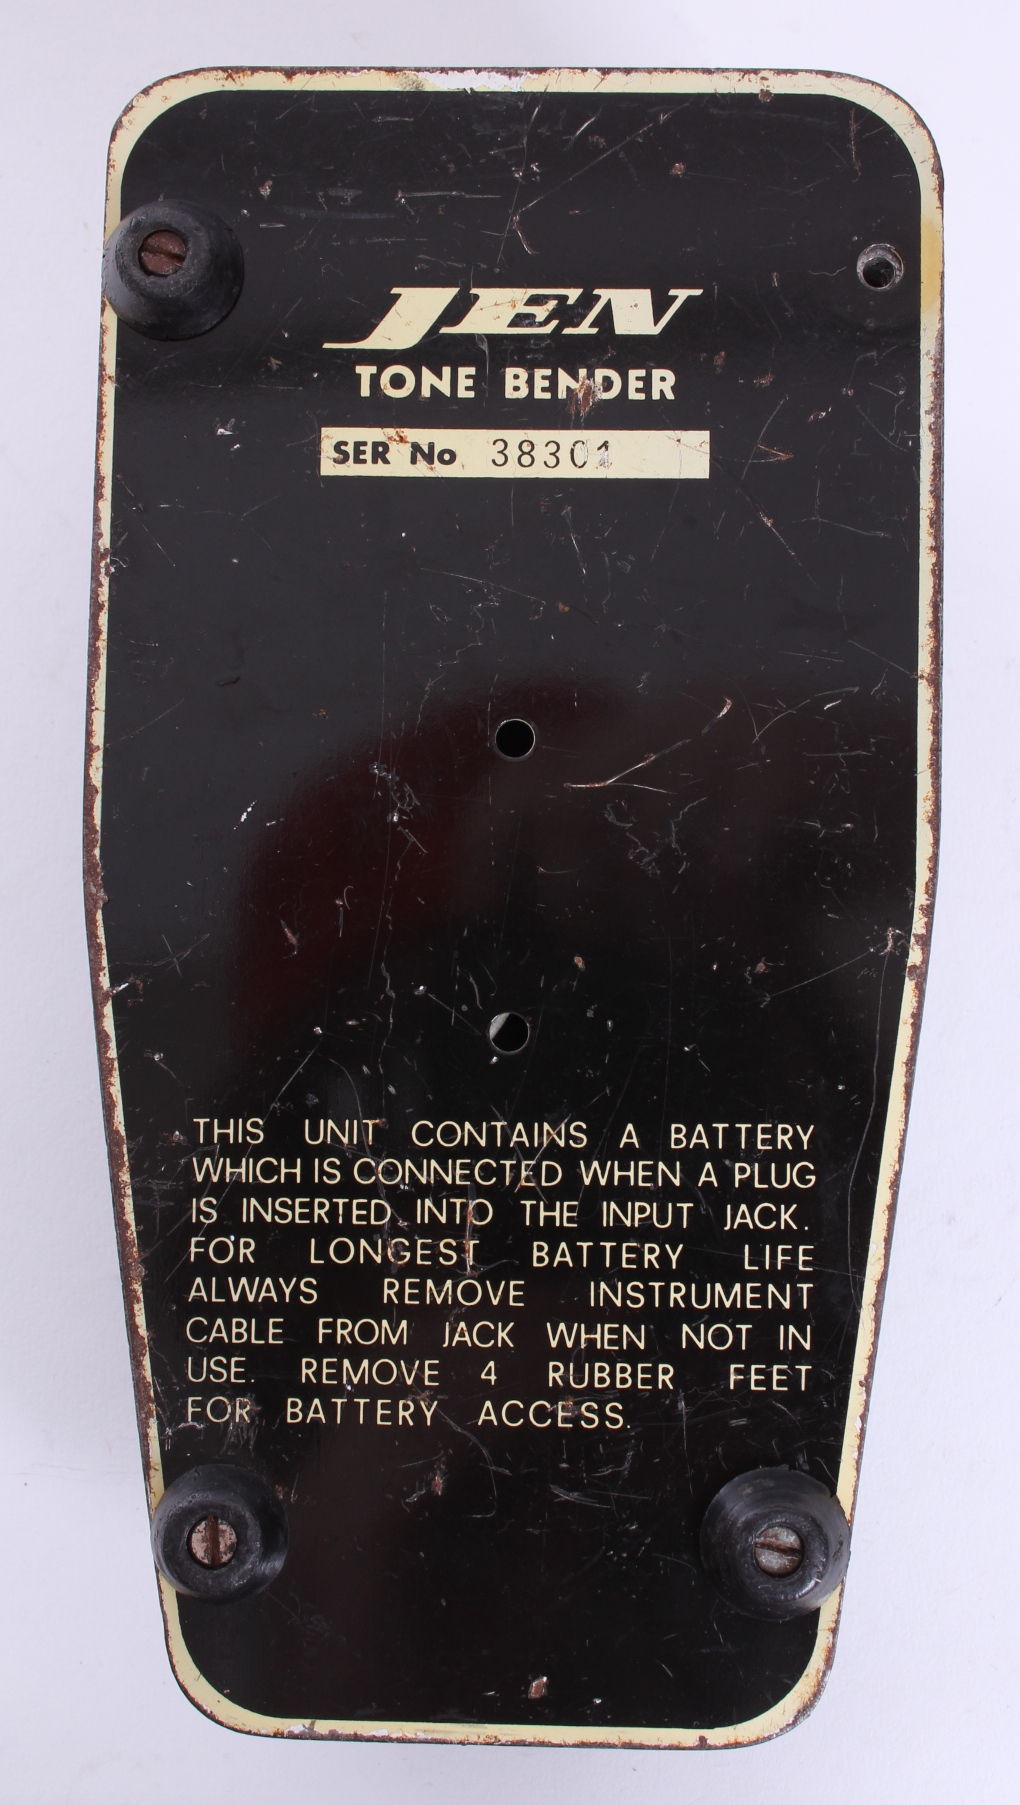 JEN
TONE BENDER
SER No 38301
THIS UNIT CONTAINS A BATTERY
WHICH IS CONNECTED WHEN A PLUG
IS INSERTED INTO THE INPUT JACK.
FOR LONGEST BATTERY LIFE
ALWAYS REMOVE INSTRUMENT
CABLE FROM JACK WHEN NOT IN
USE. REMOVE 4 RUBBER FEET
FOR BATTERY ACCESS.